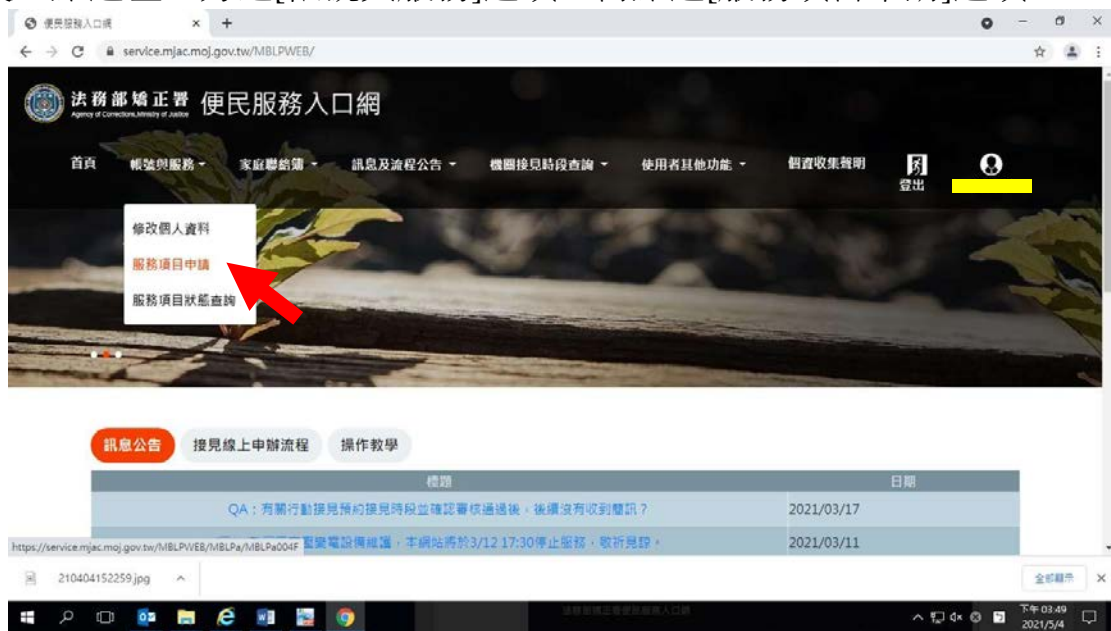 便民服務入口網
service.mjac.moj.gov.tw/MBLPWEB/
法務部矯正署 便民服務入口網
Agency of Corrections, Ministry of Justice
首頁 帳號與服務 家庭聯絡簿 訊息及流程公告 機關接見時段查詢 使用者其他功能 個資收集聲明 登出
修改個人資料
服務項目申請
服務項目狀態查詢
訊息公告 接見線上申辦流程 操作教學
標題 日期
QA：有關行動接見預約接見時段並確認審核通過後，後續沒有收到簡訊？ 2021/03/17
壓變電設備維護，本網站將於3/12 17:30停止服務，敬祈見諒。 2021/03/11
https://service.mjac.moj.gov.tw/MBLPWEB/MBLPa/MBLPa004F
210404152259.jpg 全部顯示
下午 03:49
2021/5/4